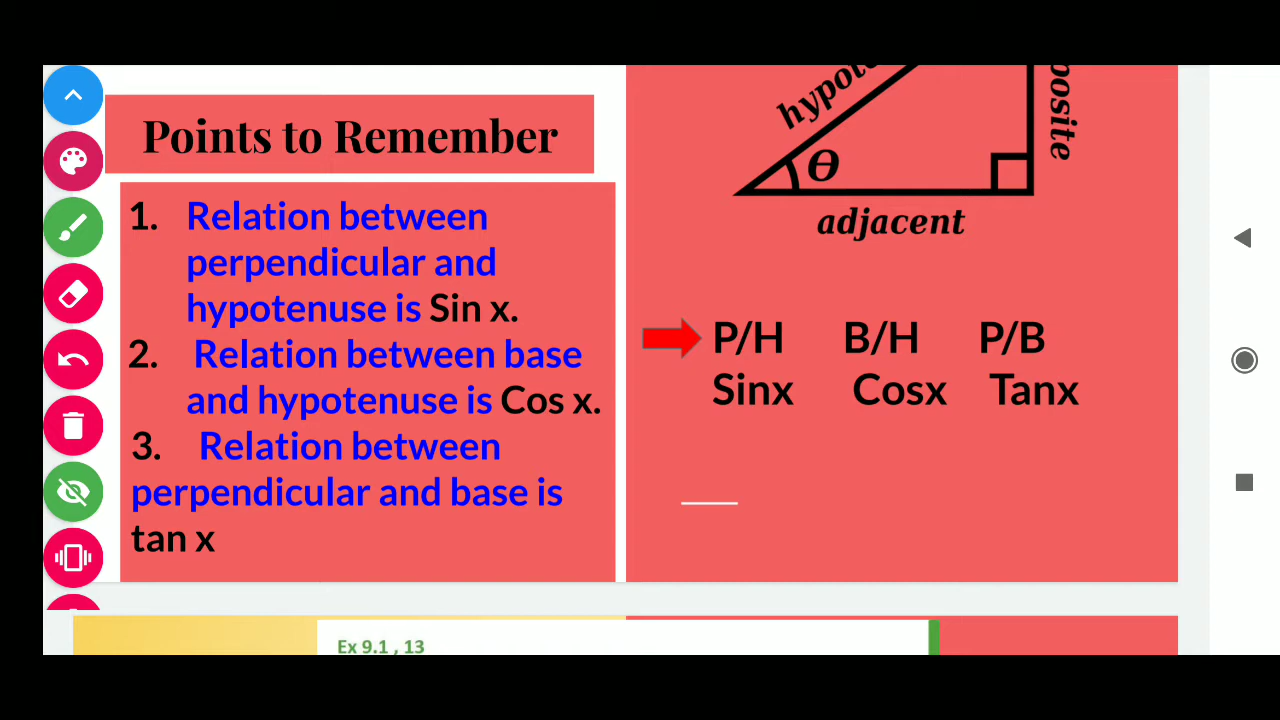 Points to Remember
1. Relation between
perpendicular and
hypotenuse is Sin x.
2. Relation between base
and hypotenuse is Cos x.
3. Relation between
perpendicular and base is
tan x
θ
adjacent
P/H B/H P/B
Sinx Cosx Tanx
Ex 9.1 , 13